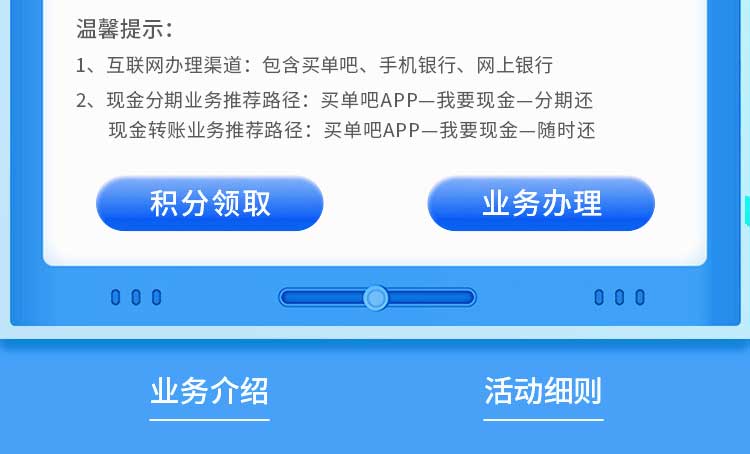 温馨提示：
1、互联网办理渠道：包含买单吧、手机银行、网上银行
2、现金分期业务推荐路径：买单吧APP—我要现金—分期还
现金转账业务推荐路径：买单吧APP—我要现金—随时还
积分领取 业务办理
业务介绍 活动细则